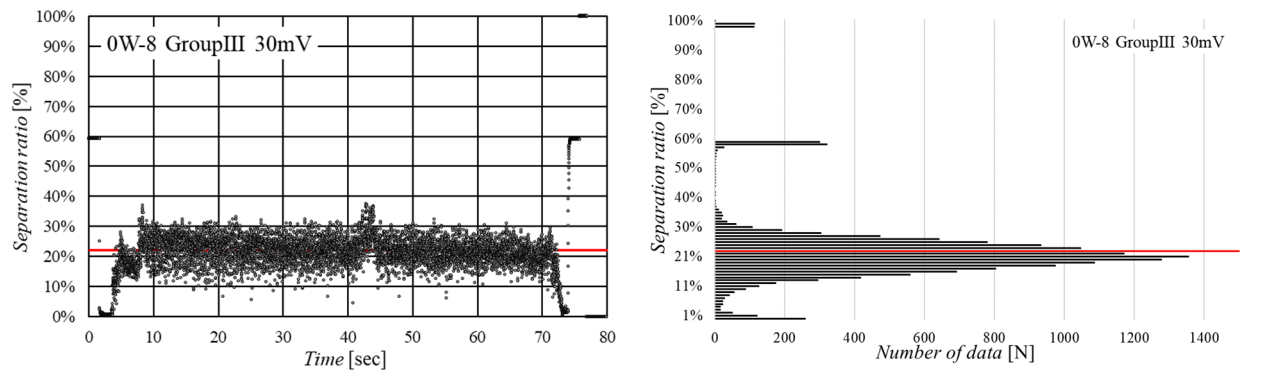 100%
90%
80%
70%
60%
50%
40%
30%
20%
10%
0%
Separation ratio [%]
0W-8 GroupIII 30mV
0 10 20 30 40 50 60 70 80
Time [sec]
100%
90%
80%
70%
60%
50%
40%
30%
21%
11%
1%
Separation ratio [%]
0W-8 GroupIII 30mV
0 200 400 600 800 1000 1200 1400
Number of data [N]